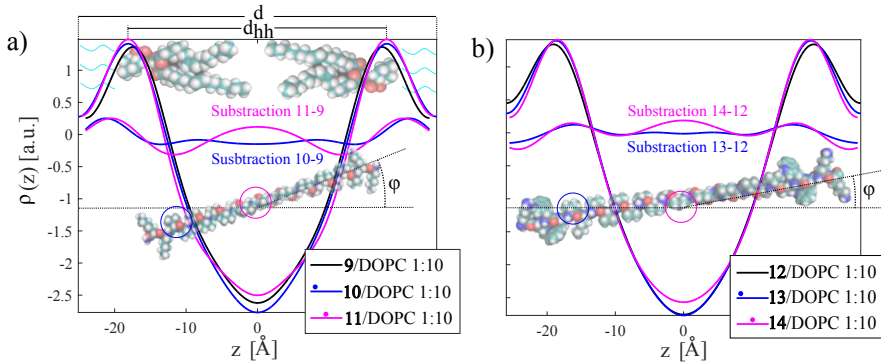 d
d_hh
a)
b)
ρ(z) [a.u.]
1
0.5
0
-0.5
-1
-1.5
-2
-2.5
Substraction 11-9
Susbtraction 10-9
φ
9/DOPC 1:10
10/DOPC 1:10
11/DOPC 1:10
-20
-10
0
10
20
z [Å]
Substraction 14-12
Substraction 13-12
φ
12/DOPC 1:10
13/DOPC 1:10
14/DOPC 1:10
-20
-10
0
10
20
z [Å]